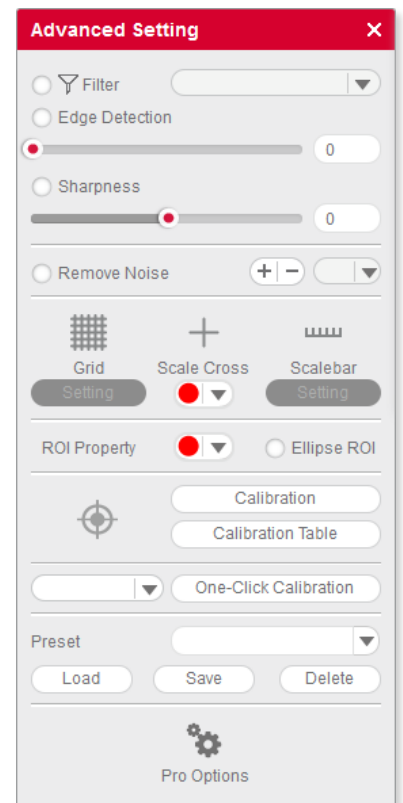 Advanced Setting
Filter
Edge Detection
0
Sharpness
0
Remove Noise
Grid Scale Cross Scalebar
Setting Setting
ROI Property Ellipse ROI
Calibration
Calibration Table
One-Click Calibration
Preset
Load Save Delete
Pro Options